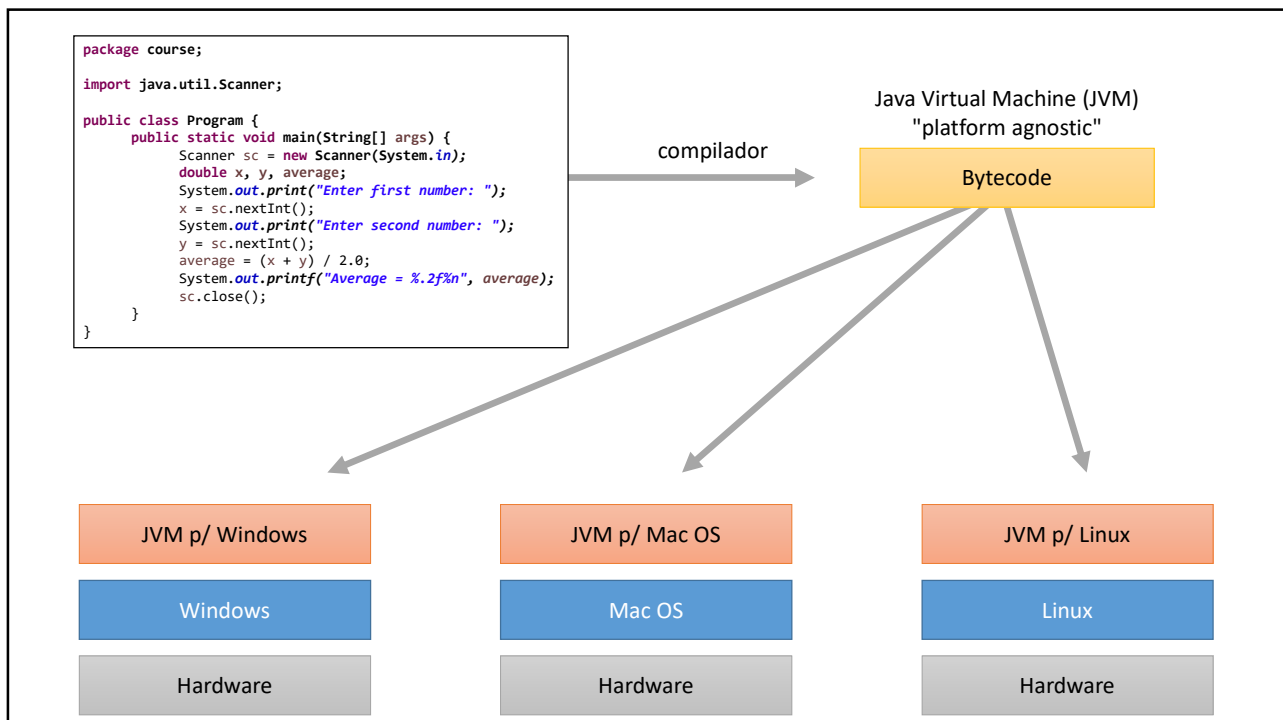 package course;
import java.util.Scanner;
public class Program {
public static void main(String[] args) {
Scanner sc = new Scanner(System.in);
double x, y, average;
System.out.print("Enter first number: ");
x = sc.nextInt();
System.out.print("Enter second number: ");
y = sc.nextInt();
average = (x + y) / 2.0;
System.out.printf("Average = %.2f%n", average);
sc.close();
}
}
compilador
Java Virtual Machine (JVM)
"platform agnostic"
Bytecode
JVM p/ Windows
JVM p/ Mac OS
JVM p/ Linux
Windows
Mac OS
Linux
Hardware
Hardware
Hardware